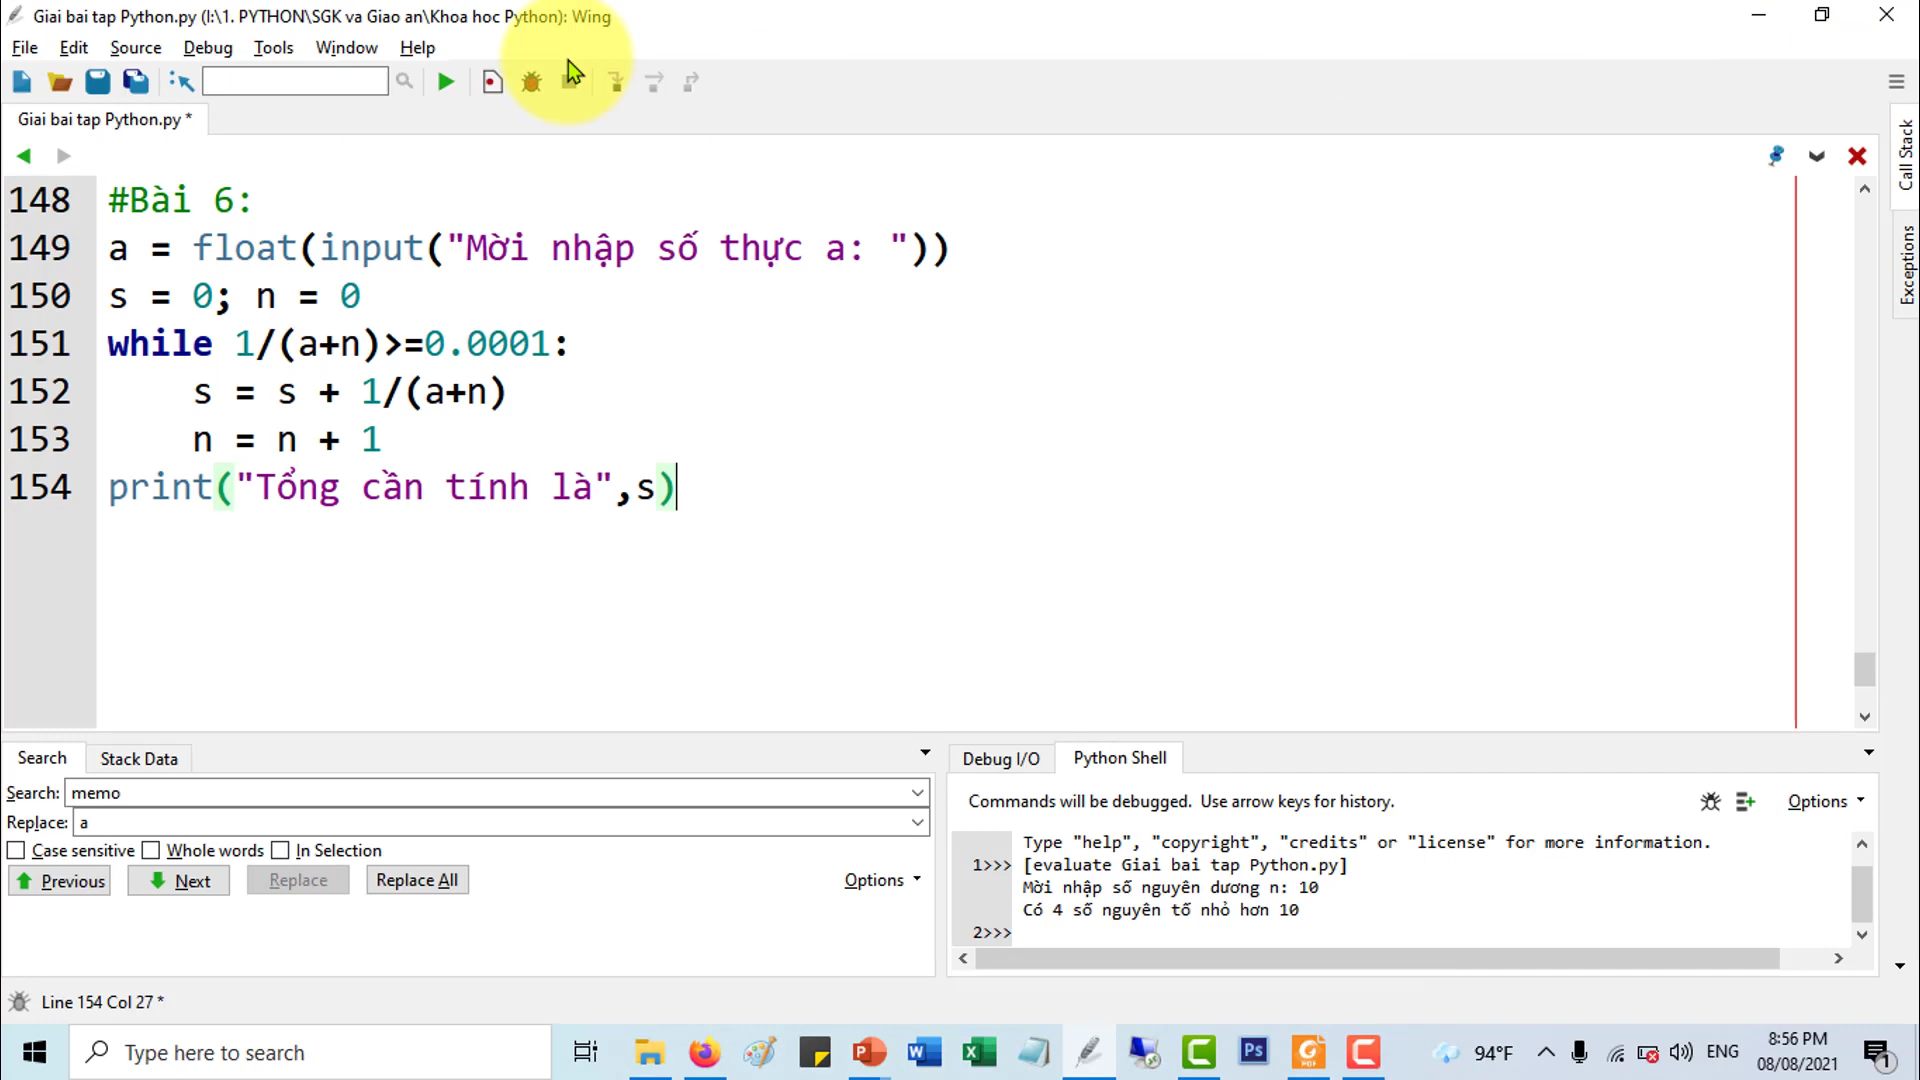 Giai bai tap Python.py (I:\1. PYTHON\SGK va Giao an\Khoa hoc Python): Wing
File Edit Source Debug Tools Window Help
Giai bai tap Python.py *
148 #Bài 6:
149 a = float(input("Mời nhập số thực a: "))
150 s = 0; n = 0
151 while 1/(a+n)>=0.0001:
152     s = s + 1/(a+n)
153     n = n + 1
154 print("Tổng cần tính là",s)
Call Stack
Exceptions
Search Stack Data
Search: memo
Replace: a
Case sensitive Whole words In Selection
Previous Next Replace Replace All Options
Debug I/O Python Shell
Commands will be debugged. Use arrow keys for history. Options
Type "help", "copyright", "credits" or "license" for more information.
1>>> [evaluate Giai bai tap Python.py]
Mời nhập số nguyên dương n: 10
Có 4 số nguyên tố nhỏ hơn 10
2>>>
Line 154 Col 27 *
Type here to search
P W X Ps PDF C C
94°F ENG 8:56 PM
08/08/2021 1